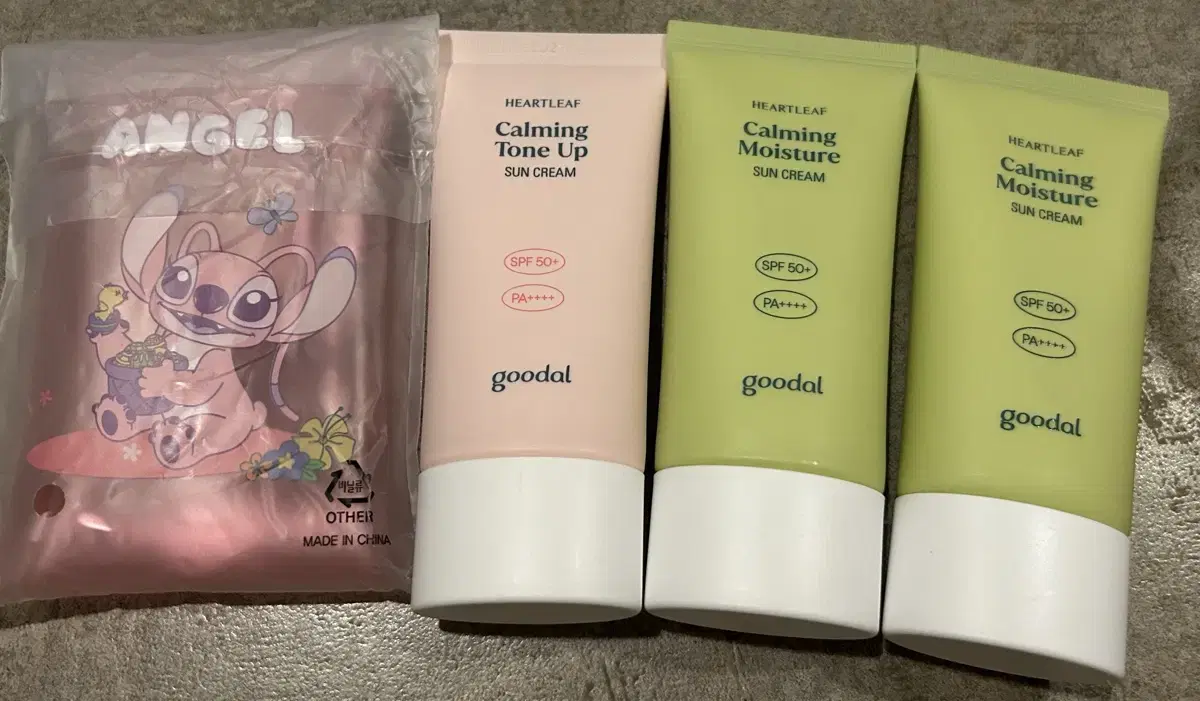 ANGEL
비닐류
OTHER
MADE IN CHINA
HEARTLEAF
Calming
Tone Up
SUN CREAM
SPF 50+
PA++++
goodal
HEARTLEAF
Calming
Moisture
SUN CREAM
SPF 50+
PA++++
goodal
HEARTLEAF
Calming
Moisture
SUN CREAM
SPF 50+
PA++++
goodal